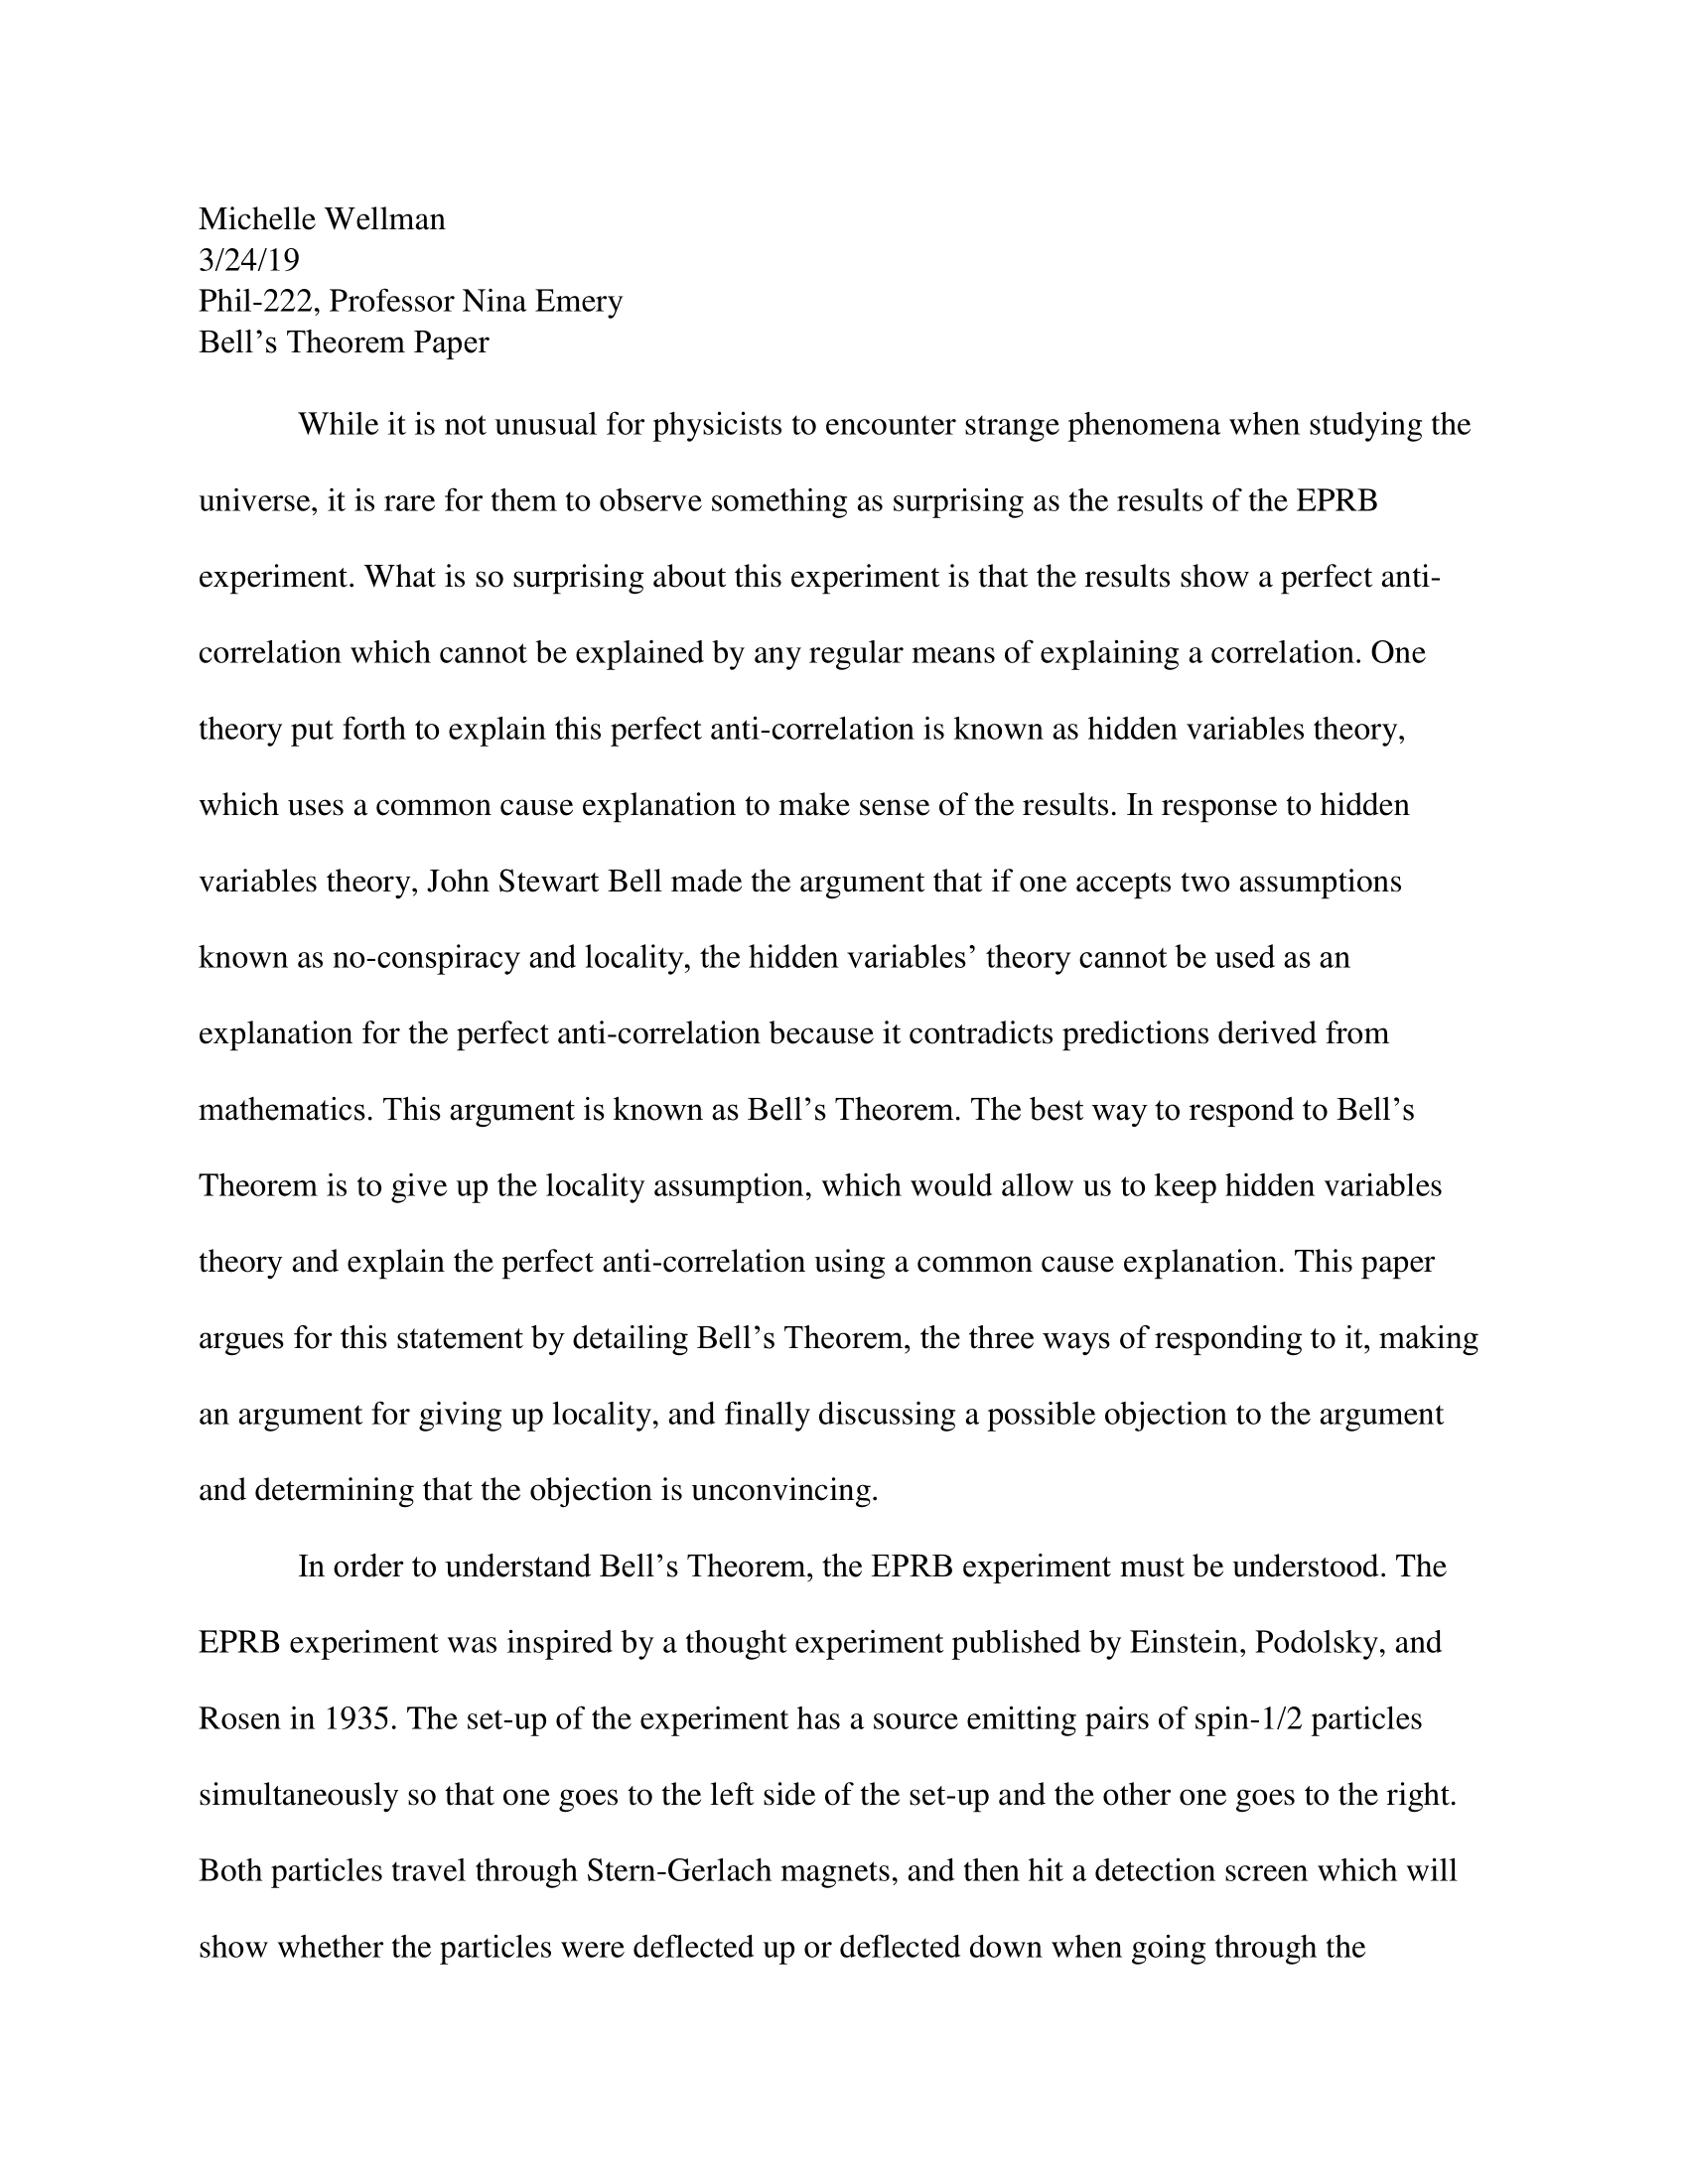 Michelle Wellman
3/24/19
Phil-222, Professor Nina Emery
Bell’s Theorem Paper
While it is not unusual for physicists to encounter strange phenomena when studying the
universe, it is rare for them to observe something as surprising as the results of the EPRB
experiment. What is so surprising about this experiment is that the results show a perfect anti-
correlation which cannot be explained by any regular means of explaining a correlation. One
theory put forth to explain this perfect anti-correlation is known as hidden variables theory,
which uses a common cause explanation to make sense of the results. In response to hidden
variables theory, John Stewart Bell made the argument that if one accepts two assumptions
known as no-conspiracy and locality, the hidden variables’ theory cannot be used as an
explanation for the perfect anti-correlation because it contradicts predictions derived from
mathematics. This argument is known as Bell’s Theorem. The best way to respond to Bell’s
Theorem is to give up the locality assumption, which would allow us to keep hidden variables
theory and explain the perfect anti-correlation using a common cause explanation. This paper
argues for this statement by detailing Bell’s Theorem, the three ways of responding to it, making
an argument for giving up locality, and finally discussing a possible objection to the argument
and determining that the objection is unconvincing.
In order to understand Bell’s Theorem, the EPRB experiment must be understood. The
EPRB experiment was inspired by a thought experiment published by Einstein, Podolsky, and
Rosen in 1935. The set-up of the experiment has a source emitting pairs of spin-1/2 particles
simultaneously so that one goes to the left side of the set-up and the other one goes to the right.
Both particles travel through Stern-Gerlach magnets, and then hit a detection screen which will
show whether the particles were deflected up or deflected down when going through the